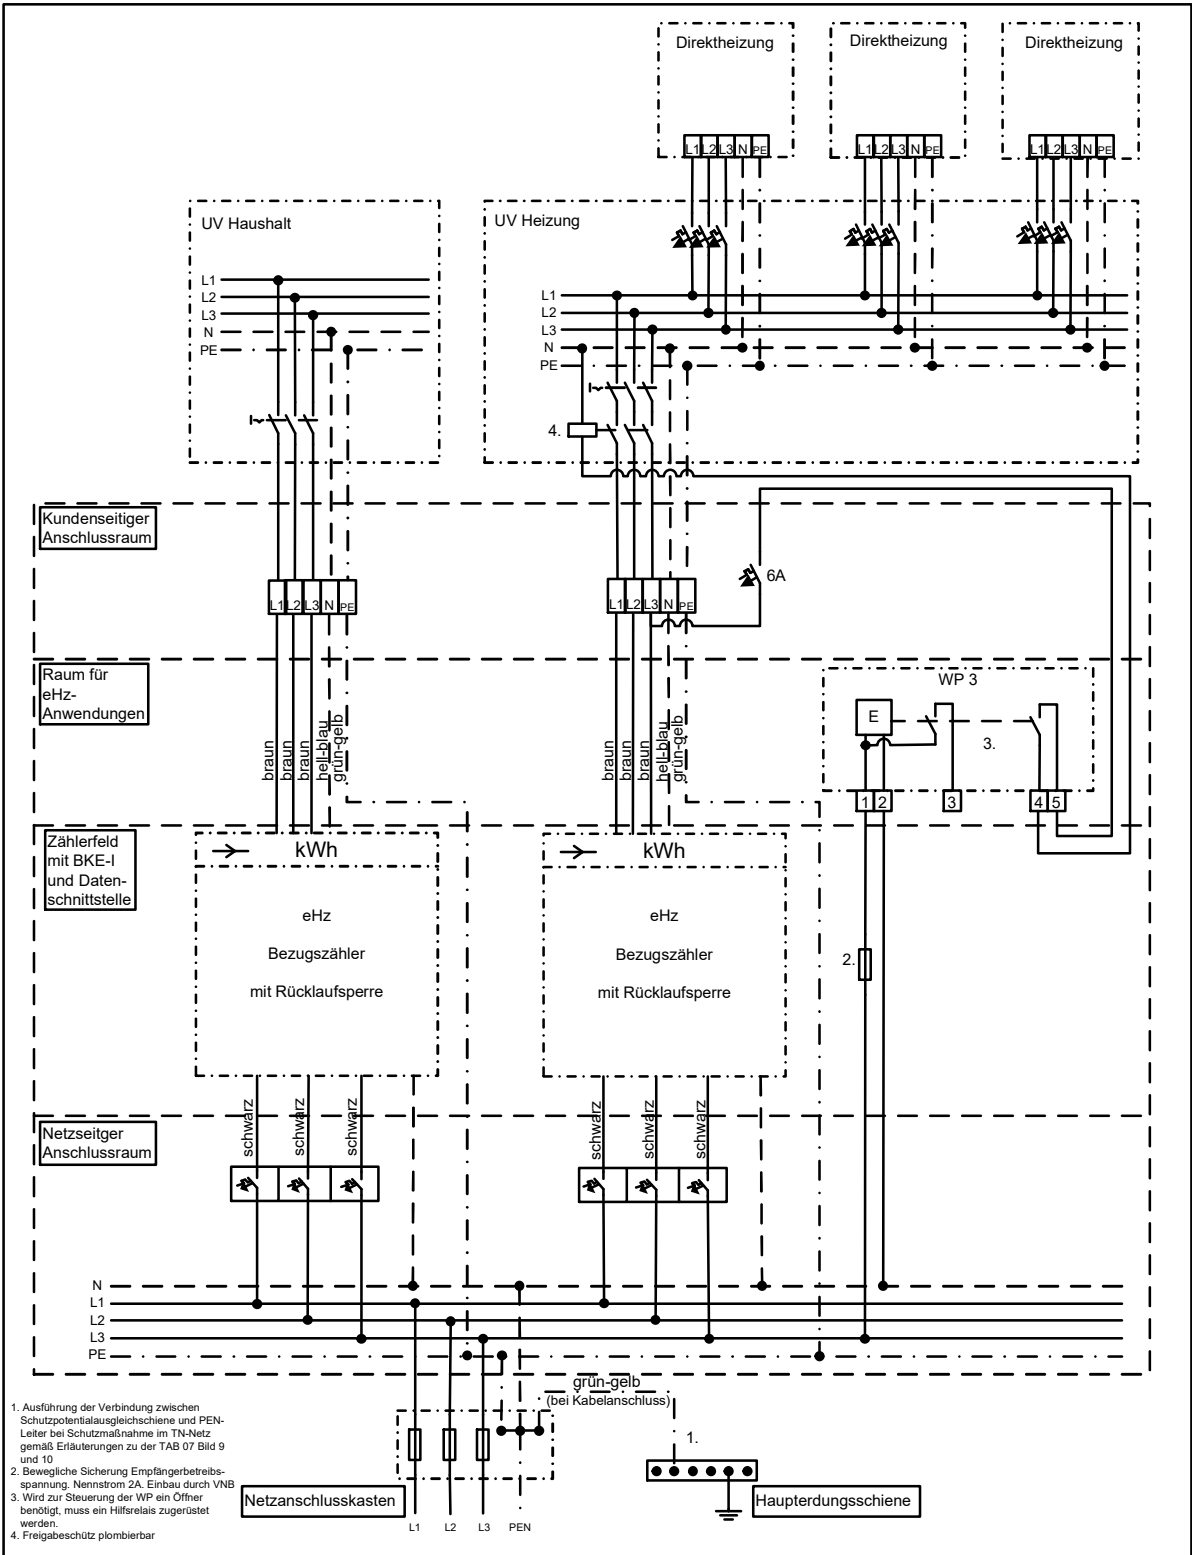 Direktheizung
Direktheizung
Direktheizung
L1 L2 L3 N PE
L1 L2 L3 N PE
L1 L2 L3 N PE
UV Haushalt
L1
L2
L3
N
PE
UV Heizung
L1
L2
L3
N
PE
4.
Kundenseitiger
Anschlussraum
6A
L1 L2 L3 N PE
L1 L2 L3 N PE
Raum für
eHz-
Anwendungen
braun
braun
braun
hell-blau
grün-gelb
braun
braun
braun
hell-blau
grün-gelb
WP 3
E
3.
1 2 3 4 5
Zählerfeld
mit BKE-I
und Daten-
schnittstelle
kWh
eHz
Bezugszähler
mit Rücklaufsperre
kWh
eHz
Bezugszähler
mit Rücklaufsperre
2.
Netzseitger
Anschlussraum
schwarz
schwarz
schwarz
schwarz
schwarz
schwarz
N
L1
L2
L3
PE
grün-gelb
(bei Kabelanschluss)
1.
1. Ausführung der Verbindung zwischen
Schutzpotentialausgleichschiene und PEN-
Leiter bei Schutzmaßnahme im TN-Netz
gemäß Erläuterungen zu der TAB 07 Bild 9
und 10
2. Bewegliche Sicherung Empfängerbetreibs-
spannung. Nennstrom 2A. Einbau durch VNB
3. Wird zur Steuerung der WP ein Öffner
benötigt, muss ein Hilfsrelais zugerüstet
werden.
4. Freigabeschütz plombierbar
Netzanschlusskasten
L1 L2 L3 PEN
Haupterdungsschiene